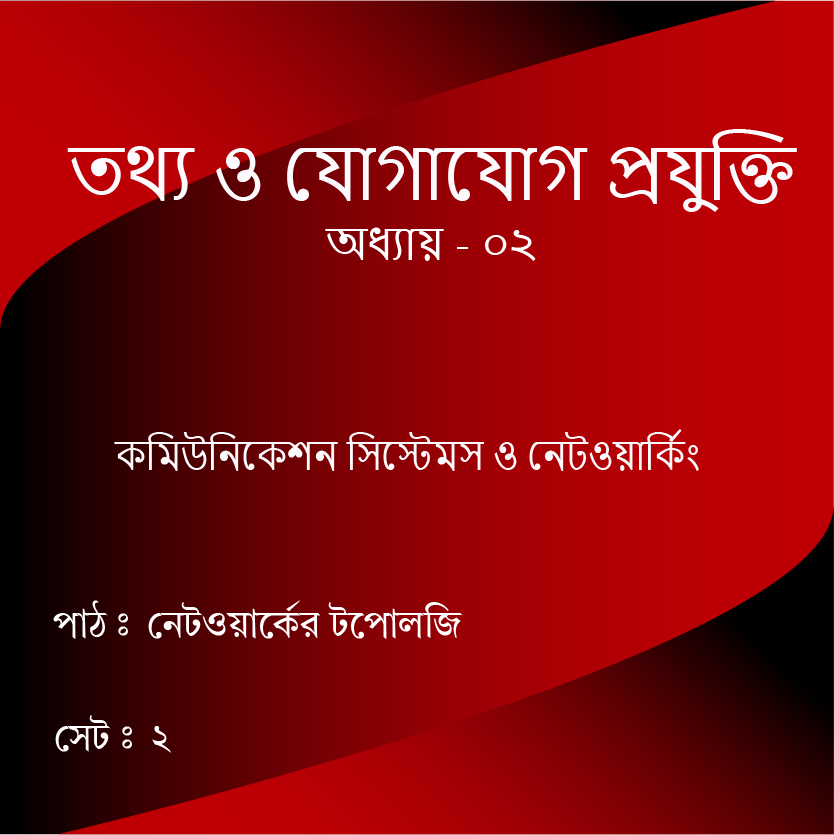 তথ্য ও যোগাযোগ প্রযুক্তি
অধ্যায় - ০২
কমিউনিকেশন সিস্টেমস ও নেটওয়ার্কিং
পাঠ ঃ নেটওয়ার্কের টপোলজি
সেট ঃ ২